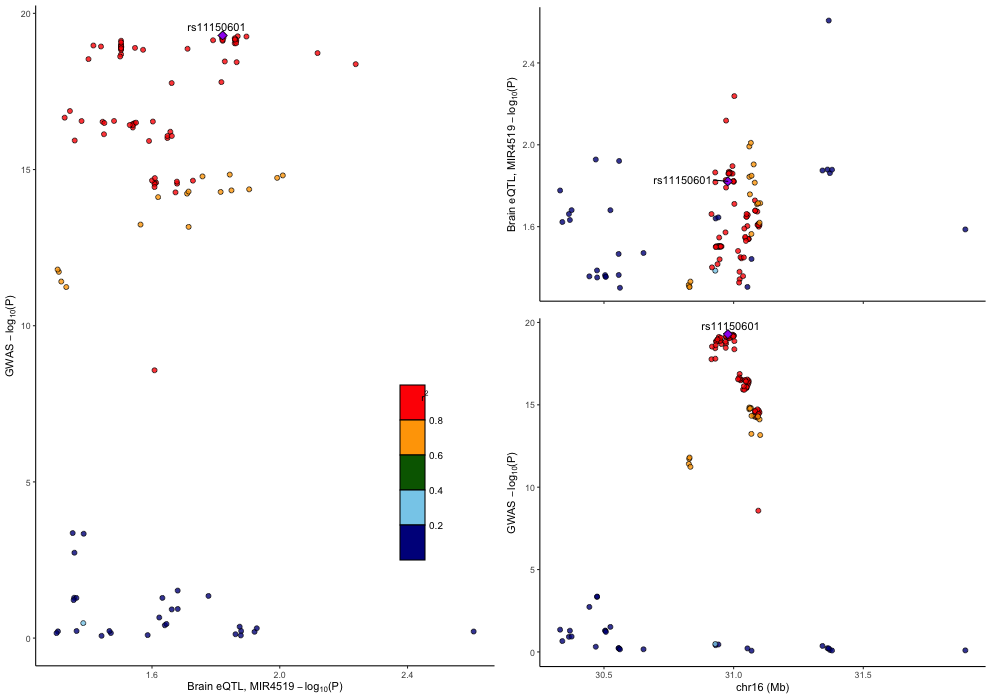 rs11150601
20
15
10
5
0
GWAS − log10(P)
1.6
2.0
2.4
Brain eQTL, MIR4519 − log10(P)
r2
0.8
0.6
0.4
0.2
2.4
2.0
1.6
Brain eQTL, MIR4519 − log10(P)
rs11150601
rs11150601
20
15
10
5
0
GWAS − log10(P)
30.5
31.0
31.5
chr16 (Mb)